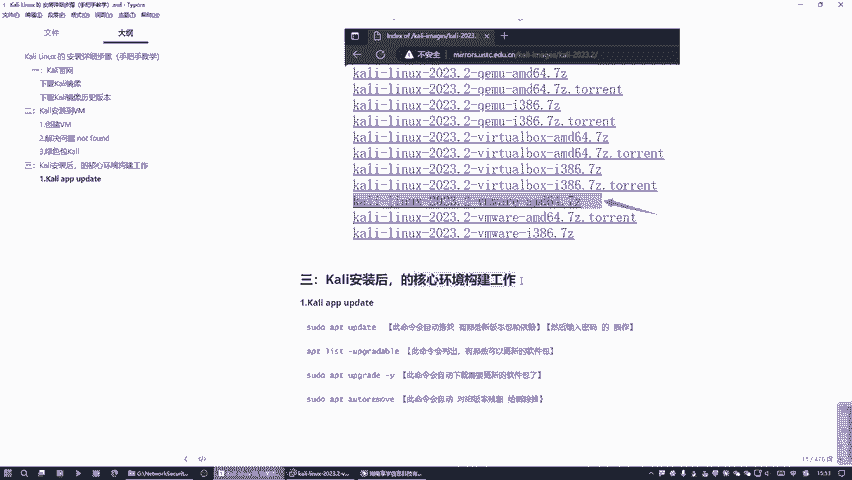 Kali Linux 的 安装详细步骤（手把手教学）.md - Typora
文件(F) 编辑(E) 段落(P) 格式(O) 视图(V) 主题(T) 帮助(H)
文件 大纲
Kali Linux 的 安装详细步骤（手把手教学）
一：Kali官网
下载Kali镜像
下载Kali镜像历史版本
二：Kali安装到VM
1.创建VM
2.解决问题 not found
3.绿色包Kali
三：Kali安装后，的核心环境构建工作
1.Kali app update
Index of /kali-images/kali-2023.
不安全 mirrors.ustc.edu.cn/kali-images/kali-2023.2/
kali-linux-2023.2-qemu-amd64.7z
kali-linux-2023.2-qemu-amd64.7z.torrent
kali-linux-2023.2-qemu-i386.7z
kali-linux-2023.2-qemu-i386.7z.torrent
kali-linux-2023.2-virtualbox-amd64.7z
kali-linux-2023.2-virtualbox-amd64.7z.torrent
kali-linux-2023.2-virtualbox-i386.7z
kali-linux-2023.2-virtualbox-i386.7z.torrent
kali-linux-2023.2-vmware-amd64.7z
kali-linux-2023.2-vmware-amd64.7z.torrent
kali-linux-2023.2-vmware-i386.7z
三：Kali安装后，的核心环境构建工作
1.Kali app update
sudo apt update 【此命令会自动查找 有哪些新版本包和依赖】【然后输入密码 的 操作】
apt list -upgradable 【此命令会列出，有哪些可以更新的软件包】
sudo apt upgrade -y 【此命令会自动下载需要更新的软件包了】
sudo apt autoremove 【此命令会自动 对旧版本残留 给删除掉】
G:\NetworkSecurit...
kali-linux-2023.2-v...
15:51